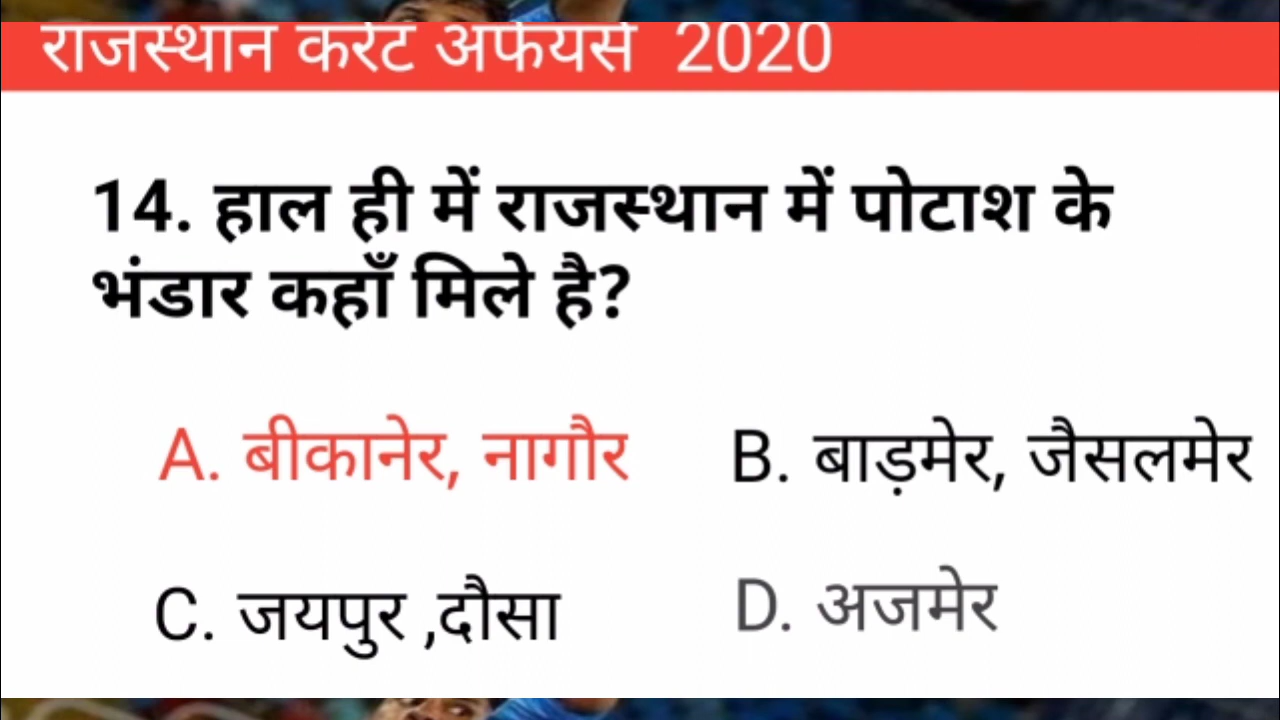 राजस्थान करंट अफेयर्स 2020
14. हाल ही में राजस्थान में पोटाश के
भंडार कहाँ मिले है?
A. बीकानेर, नागौर
B. बाड़मेर, जैसलमेर
C. जयपुर ,दौसा
D. अजमेर